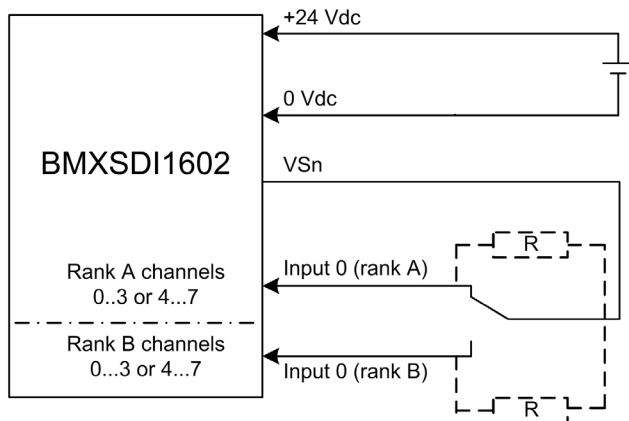 +24 Vdc
0 Vdc
BMXSDI1602
VSn
R
Rank A channels
0..3 or 4...7
Input 0 (rank A)
Rank B channels
0...3 or 4...7
Input 0 (rank B)
R